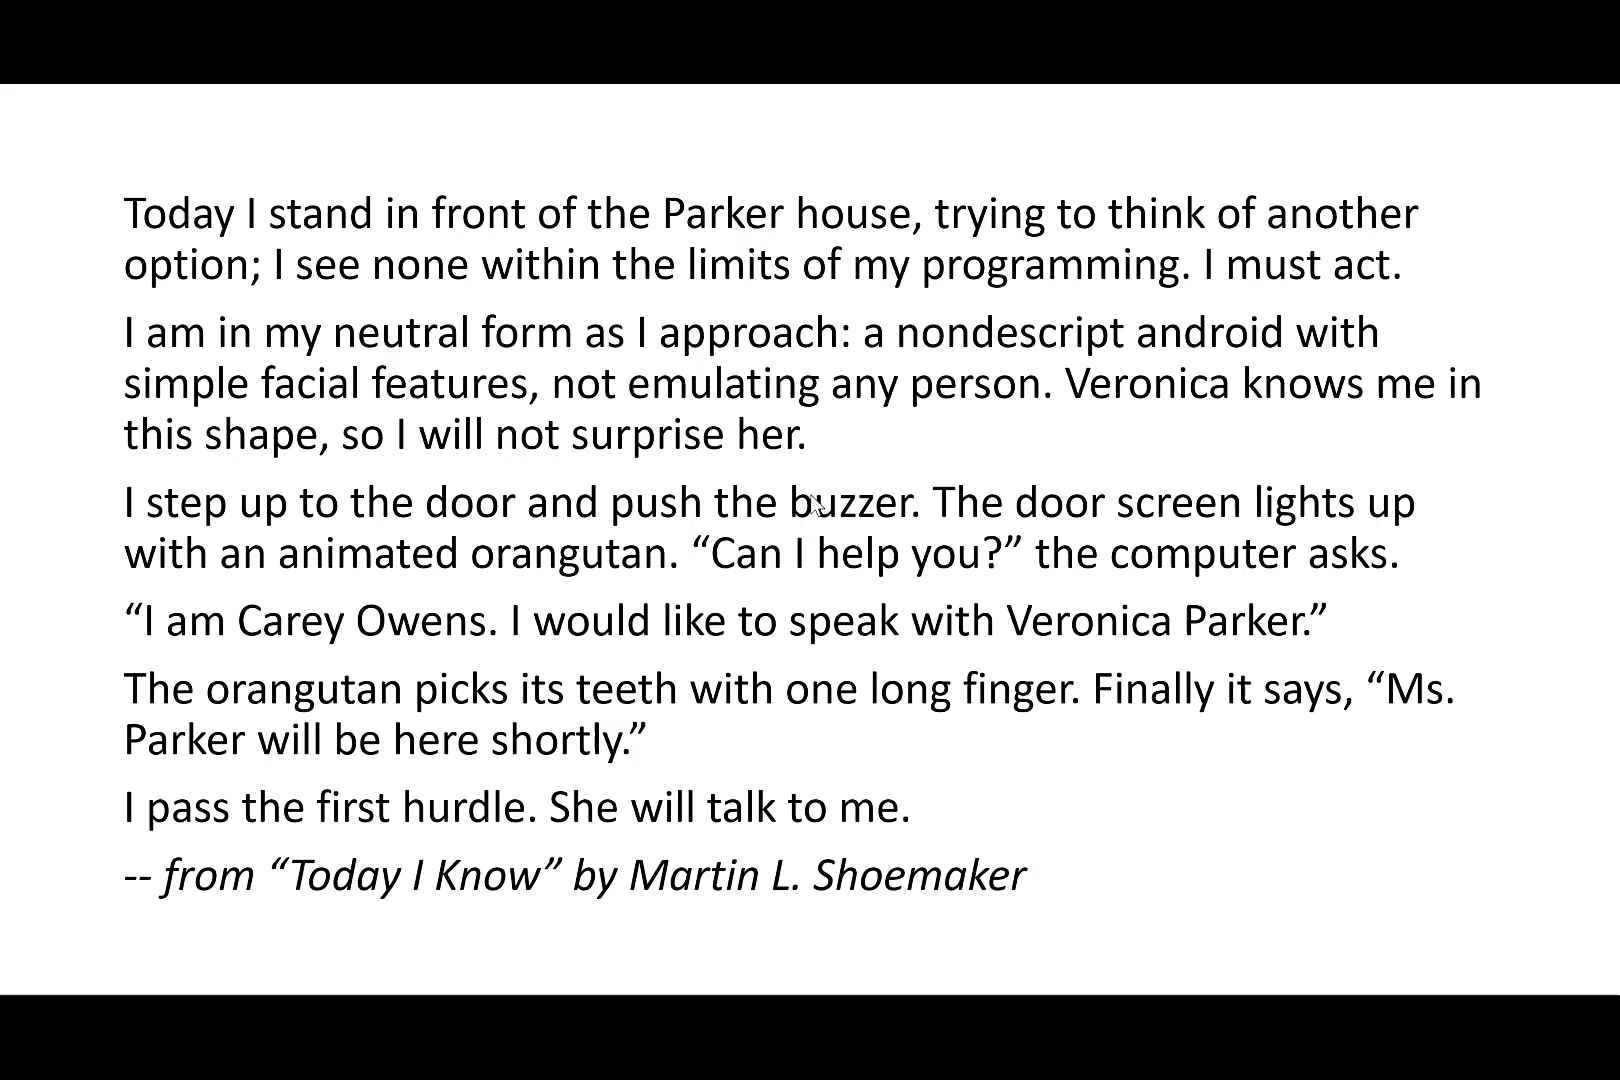 Today I stand in front of the Parker house, trying to think of another
option; I see none within the limits of my programming. I must act.
I am in my neutral form as I approach: a nondescript android with
simple facial features, not emulating any person. Veronica knows me in
this shape, so I will not surprise her.
I step up to the door and push the buzzer. The door screen lights up
with an animated orangutan. “Can I help you?” the computer asks.
“I am Carey Owens. I would like to speak with Veronica Parker.”
The orangutan picks its teeth with one long finger. Finally it says, “Ms.
Parker will be here shortly.”
I pass the first hurdle. She will talk to me.
-- from “Today I Know” by Martin L. Shoemaker